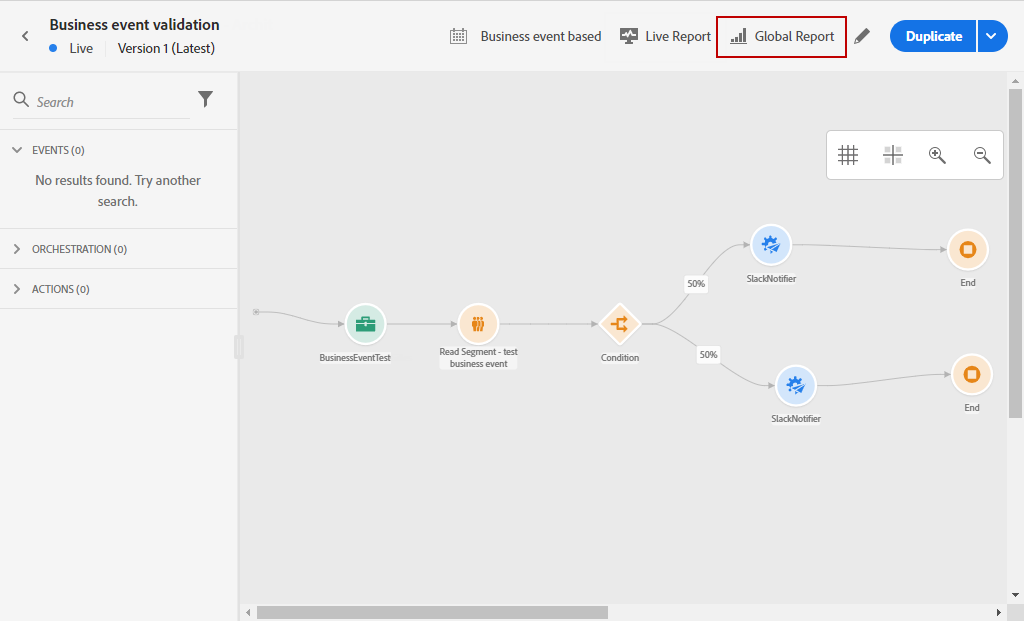 Business event validation
Live
Version 1 (Latest)
Business event based
Live Report
Global Report
Duplicate
Search
EVENTS (0)
No results found. Try another
search.
ORCHESTRATION (0)
ACTIONS (0)
BusinessEventTest
Read Segment - test
business event
Condition
50%
SlackNotifier
End
50%
SlackNotifier
End